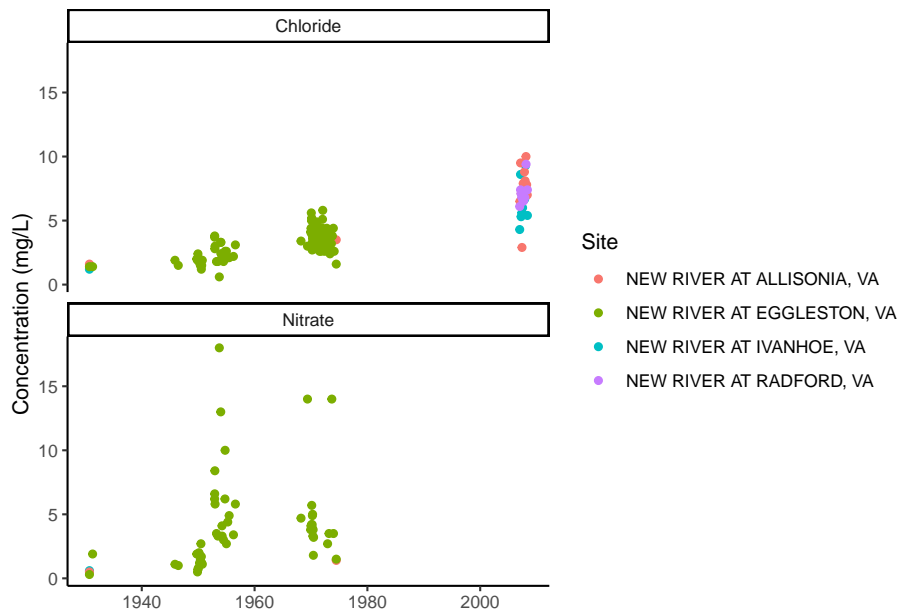 Chloride
15
10
5
0
Nitrate
15
10
5
0
1940 1960 1980 2000
Concentration (mg/L)
Site
NEW RIVER AT ALLISONIA, VA
NEW RIVER AT EGGLESTON, VA
NEW RIVER AT IVANHOE, VA
NEW RIVER AT RADFORD, VA